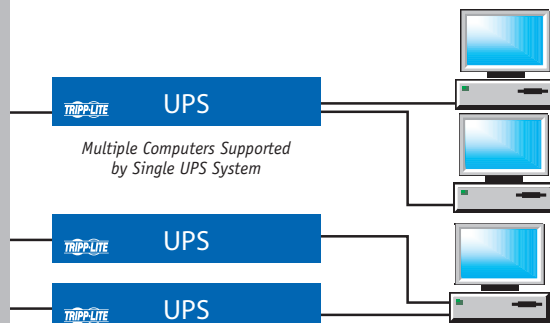 TRIPP·LITE UPS
Multiple Computers Supported
by Single UPS System
TRIPP·LITE UPS
TRIPP·LITE UPS